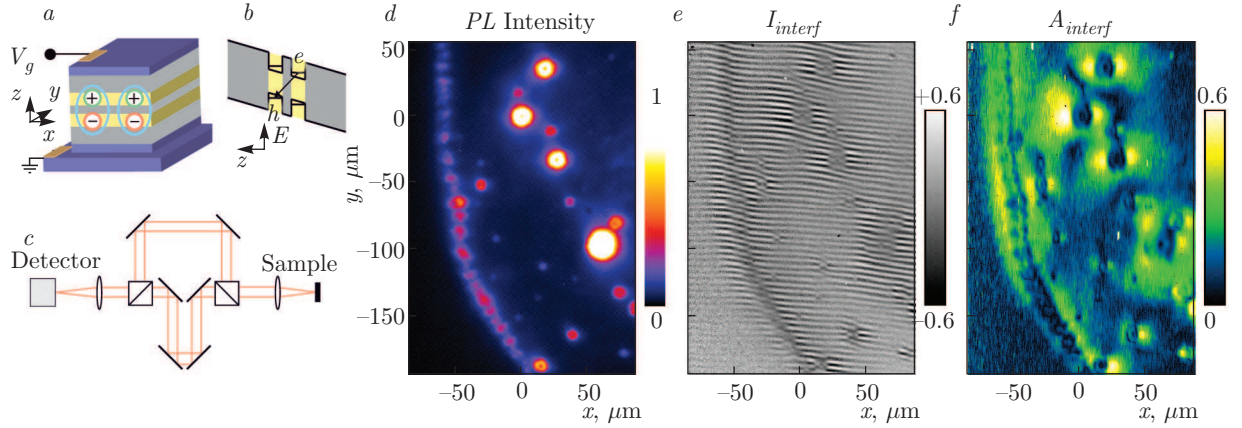 a
V_g
z
y
x
+ +
− −
b
e
h
E
z
c
Detector
Sample
d
PL Intensity
50
0
−50
−100
−150
y, μm
−50 0 50
x, μm
1
0
e
I_interf
−50 0 50
x, μm
+0.6
−0.6
f
A_interf
−50 0 50
x, μm
0.6
0